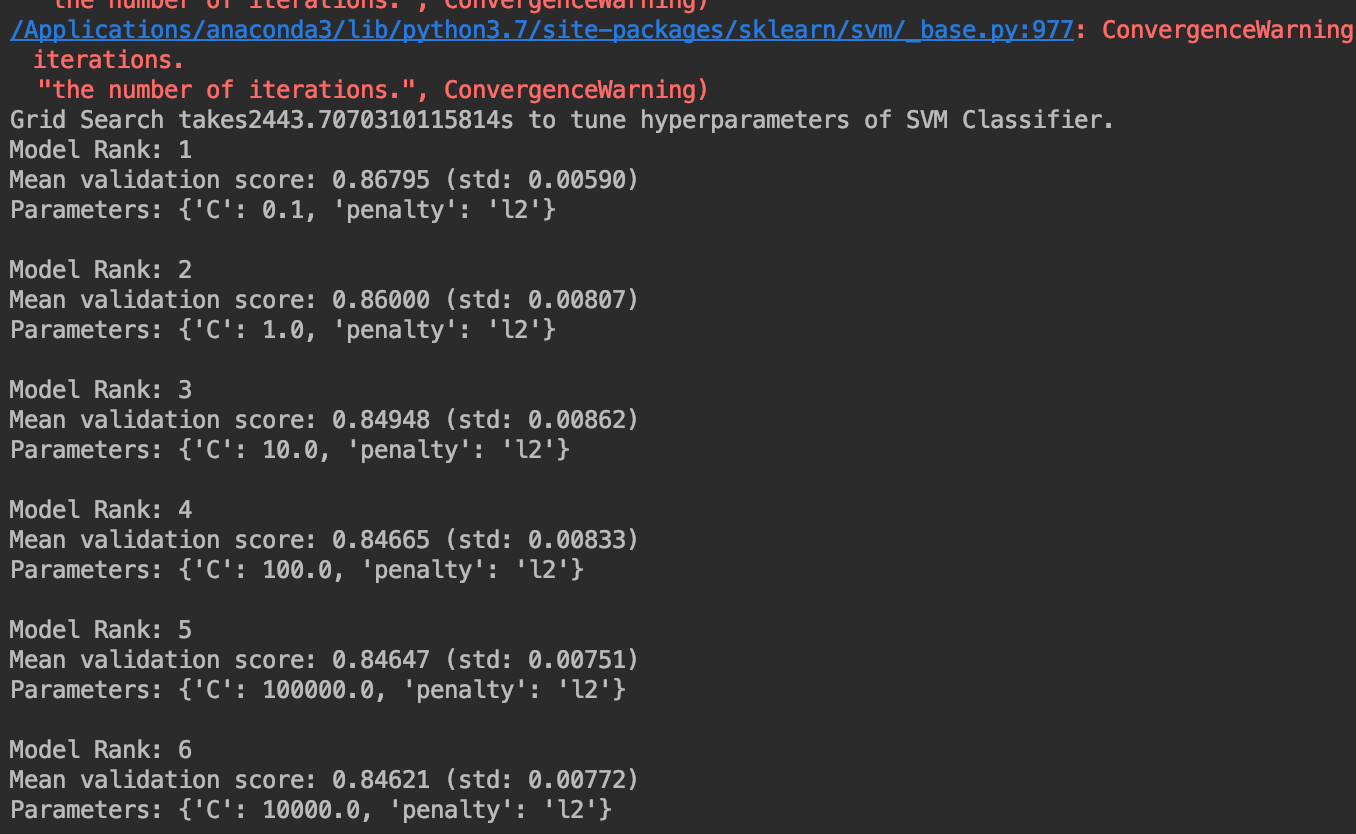 "the number of iterations.", ConvergenceWarning)
/Applications/anaconda3/lib/python3.7/site-packages/sklearn/svm/_base.py:977: ConvergenceWarning
iterations.
"the number of iterations.", ConvergenceWarning)
Grid Search takes2443.7070310115814s to tune hyperparameters of SVM Classifier.
Model Rank: 1
Mean validation score: 0.86795 (std: 0.00590)
Parameters: {'C': 0.1, 'penalty': 'l2'}
Model Rank: 2
Mean validation score: 0.86000 (std: 0.00807)
Parameters: {'C': 1.0, 'penalty': 'l2'}
Model Rank: 3
Mean validation score: 0.84948 (std: 0.00862)
Parameters: {'C': 10.0, 'penalty': 'l2'}
Model Rank: 4
Mean validation score: 0.84665 (std: 0.00833)
Parameters: {'C': 100.0, 'penalty': 'l2'}
Model Rank: 5
Mean validation score: 0.84647 (std: 0.00751)
Parameters: {'C': 100000.0, 'penalty': 'l2'}
Model Rank: 6
Mean validation score: 0.84621 (std: 0.00772)
Parameters: {'C': 10000.0, 'penalty': 'l2'}